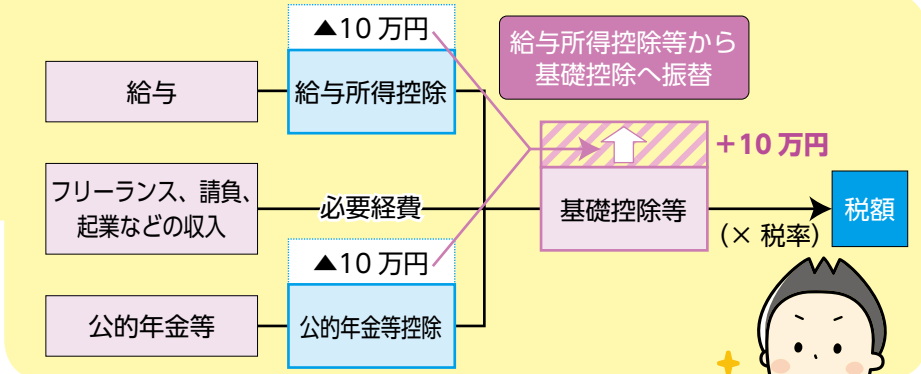 ▲10 万円
給与所得控除等から
基礎控除へ振替
給与
給与所得控除
+10 万円
フリーランス、請負、
起業などの収入
必要経費
基礎控除等
税額
(× 税率)
▲10 万円
公的年金等
公的年金等控除